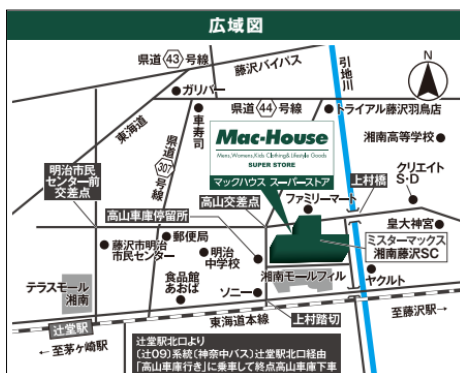 広域図
県道 43 号線
藤沢バイパス
引地川
N
ガリバー
県道 44 号線
トライアル藤沢羽鳥店
東海道
車寿司
県道 307 号線
Mac-House
Mens,Womens,Kids Clothing&Lifestyle Goods
SUPER STORE
マックハウス スーパーストア
湘南高等学校
クリエイト
S・D
明治市民
センター前
交差点
高山交差点
ファミリーマート
上村橋
高山車庫停留所
皇大神宮
郵便局
藤沢市明治
市民センター
明治
中学校
ミスターマックス
湘南藤沢SC
テラスモール
湘南
食品館
あおば
湘南モールフィル
ヤクルト
ソニー
辻堂駅
東海道本線
上村踏切
至藤沢駅→
← 至茅ヶ崎駅
辻堂駅北口より
(辻09)系統(神奈中バス)辻堂駅北口経由
「高山車庫行き」に乗車して終点高山車庫下車